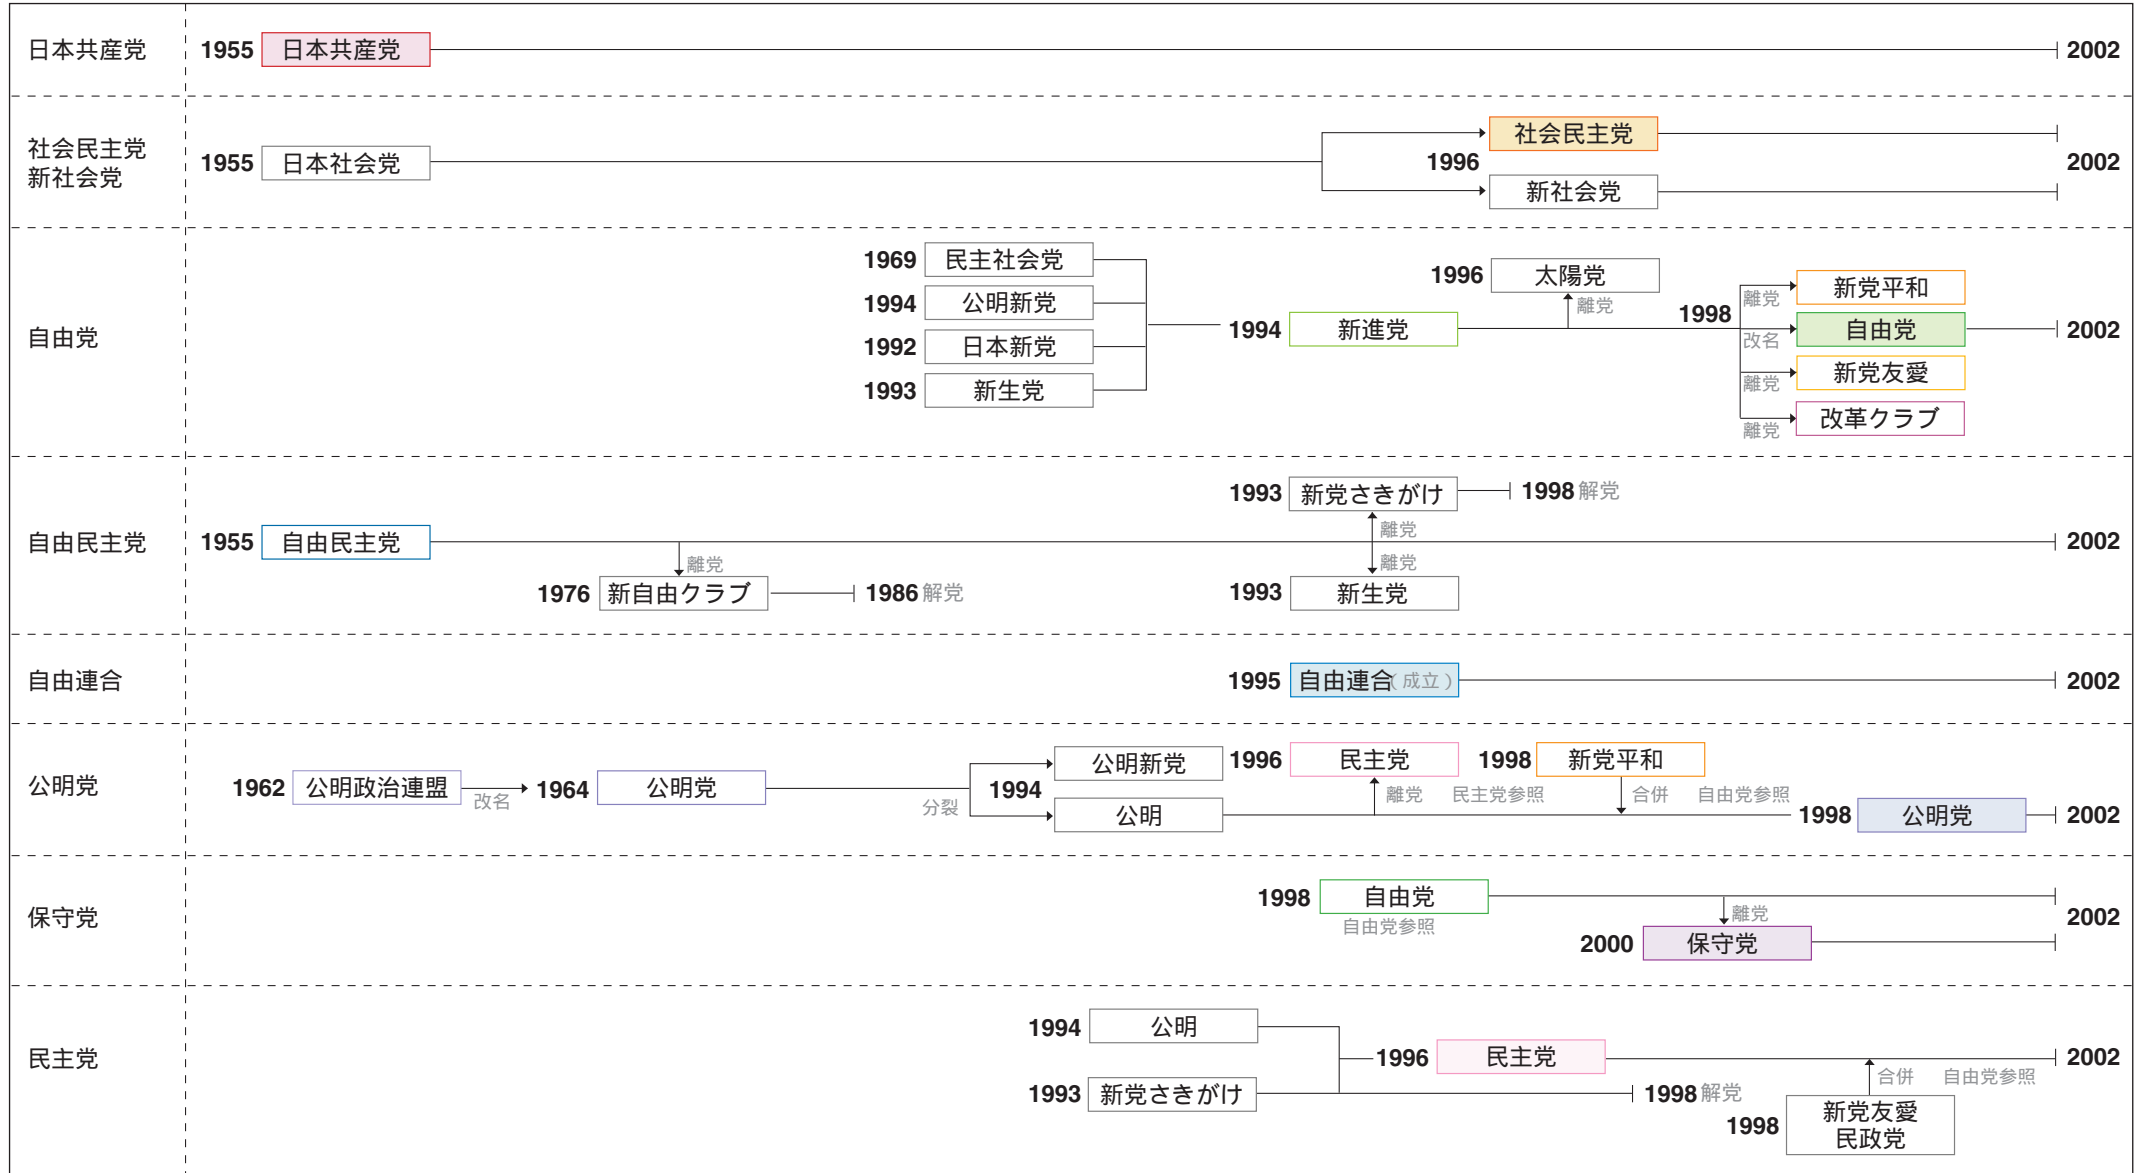 日本共産党
1955 日本共産党 2002
社会民主党
新社会党
1955 日本社会党
1996
社会民主党
新社会党
2002
自由党
1969 民主社会党
1994 公明新党
1992 日本新党
1993 新生党
1994 新進党
1996 太陽党
離党
1998
離党 新党平和
改名 自由党
離党 新党友愛
離党 改革クラブ
2002
自由民主党
1955 自由民主党
離党
1976 新自由クラブ 1986 解党
1993 新党さきがけ 1998 解党
離党
離党
1993 新生党
2002
自由連合
1995 自由連合(成立) 2002
公明党
1962 公明政治連盟
改名
1964 公明党
分裂
1994
公明新党
公明
1996 民主党
離党 民主党参照
1998 新党平和
合併 自由党参照
1998 公明党 2002
保守党
1998 自由党
自由党参照
離党
2000 保守党
2002
民主党
1994 公明
1993 新党さきがけ
1996 民主党
1998 解党
合併 自由党参照
1998 新党友愛
民政党
2002